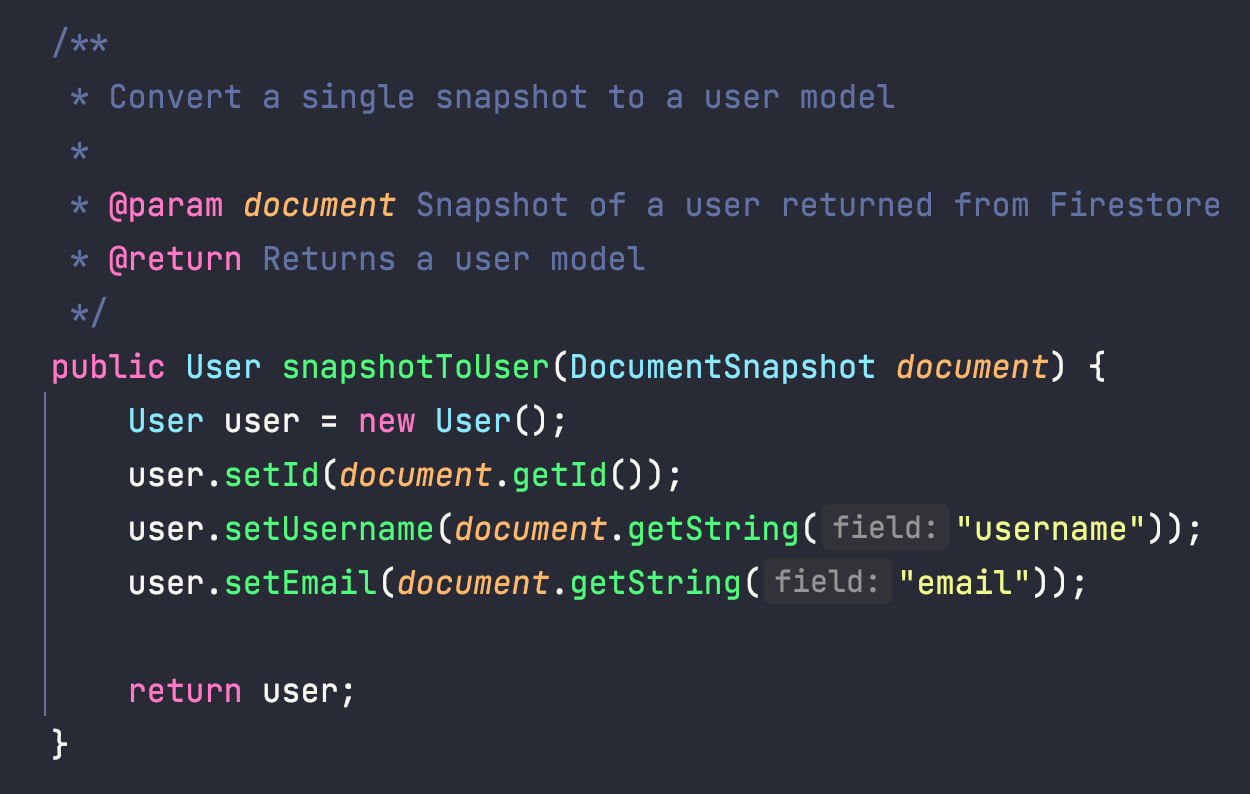 /**
 * Convert a single snapshot to a user model
 *
 * @param document Snapshot of a user returned from Firestore
 * @return Returns a user model
 */
public User snapshotToUser(DocumentSnapshot document) {
    User user = new User();
    user.setId(document.getId());
    user.setUsername(document.getString( field: "username"));
    user.setEmail(document.getString( field: "email"));

    return user;
}